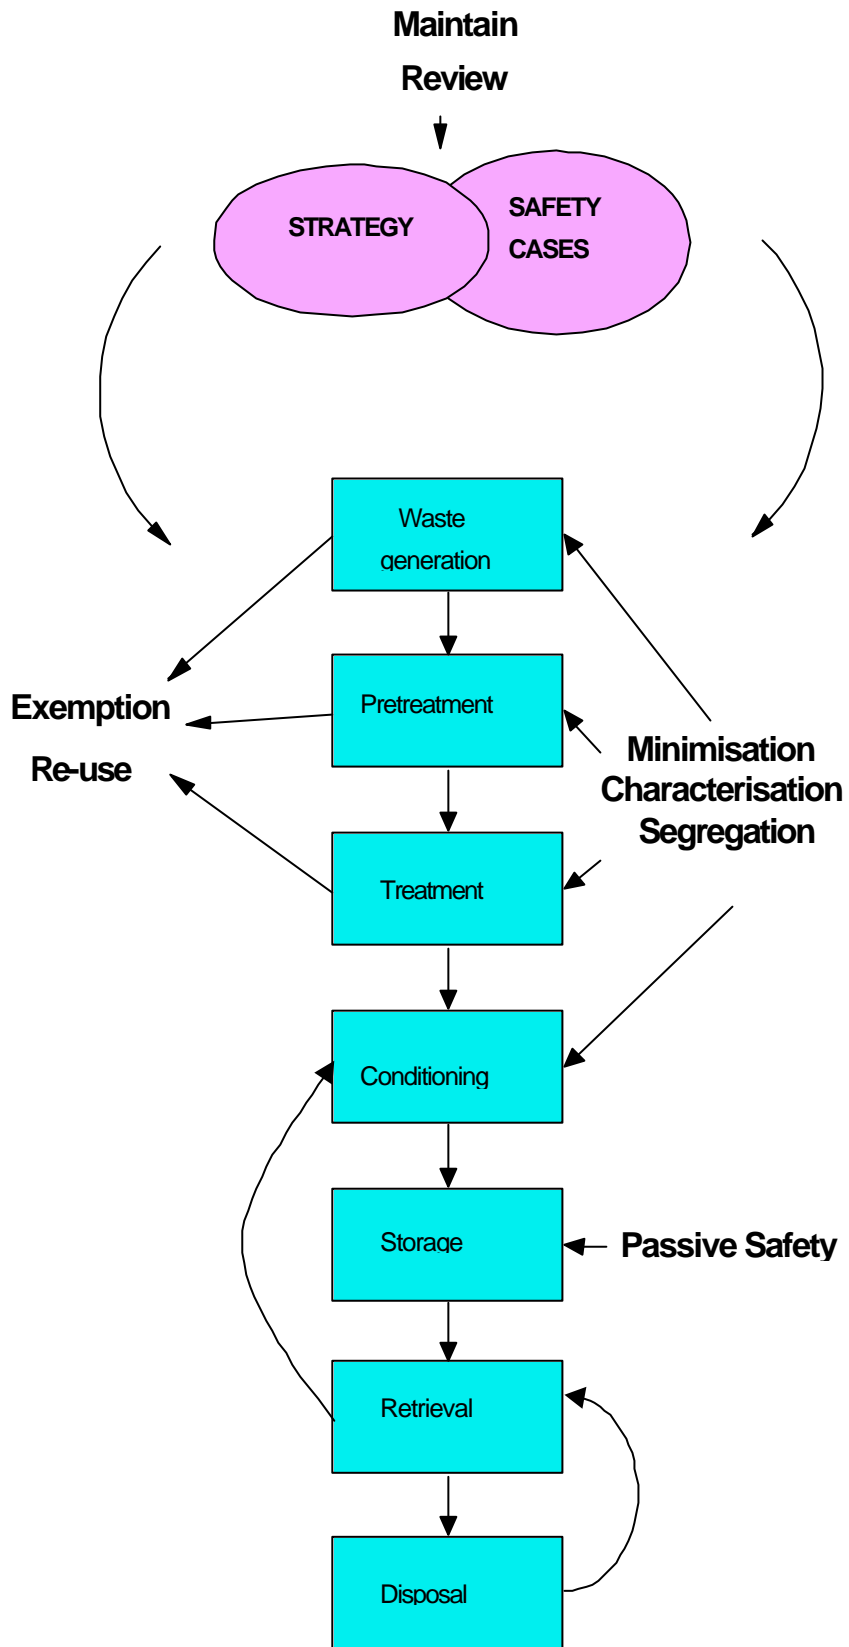 Maintain
Review
STRATEGY
SAFETY
CASES
Waste
generation
Pretreatment
Exemption
Re-use
Minimisation
Characterisation
Segregation
Treatment
Conditioning
Storage
Passive Safety
Retrieval
Disposal